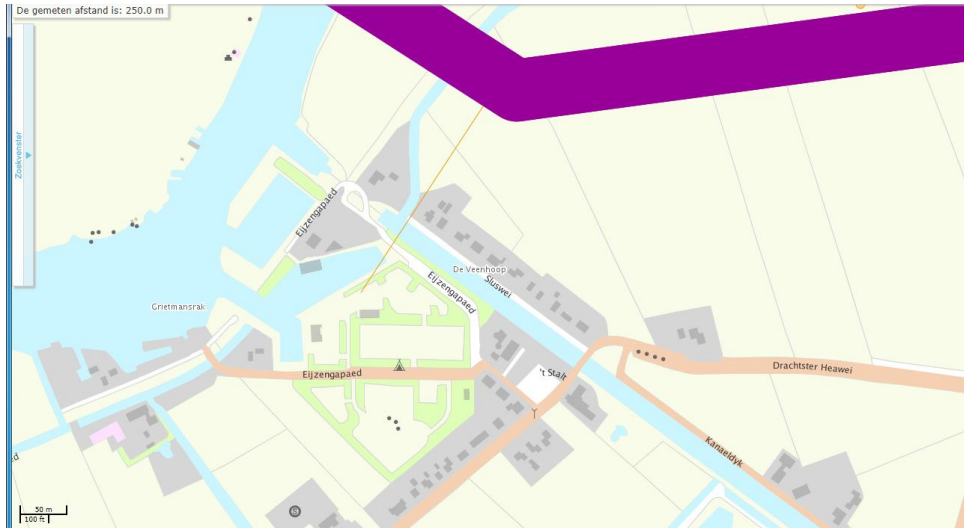 De gemeten afstand is: 250.0 m
Zoekvenster
Eijzengapaed
De Veenhoop
Sluswei
Eijzengapaed
Grietmansrak
Eijzengapaed
't Stalt
Drachtster Heawei
Kanaeldyk
50 m
100 ft